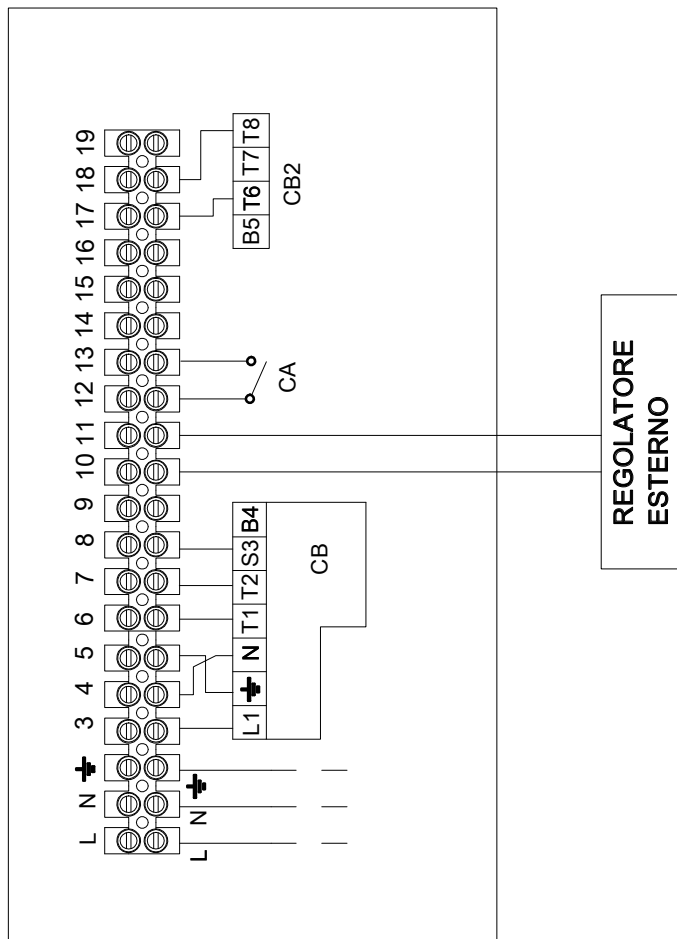 L N ⏚ 3 4 5 6 7 8 9 10 11 12 13 14 15 16 17 18 19
L N ⏚
L1 ⏚ N T1 T2 S3 B4
CB
CA
B5 T6 T7 T8
CB2
REGOLATORE
ESTERNO